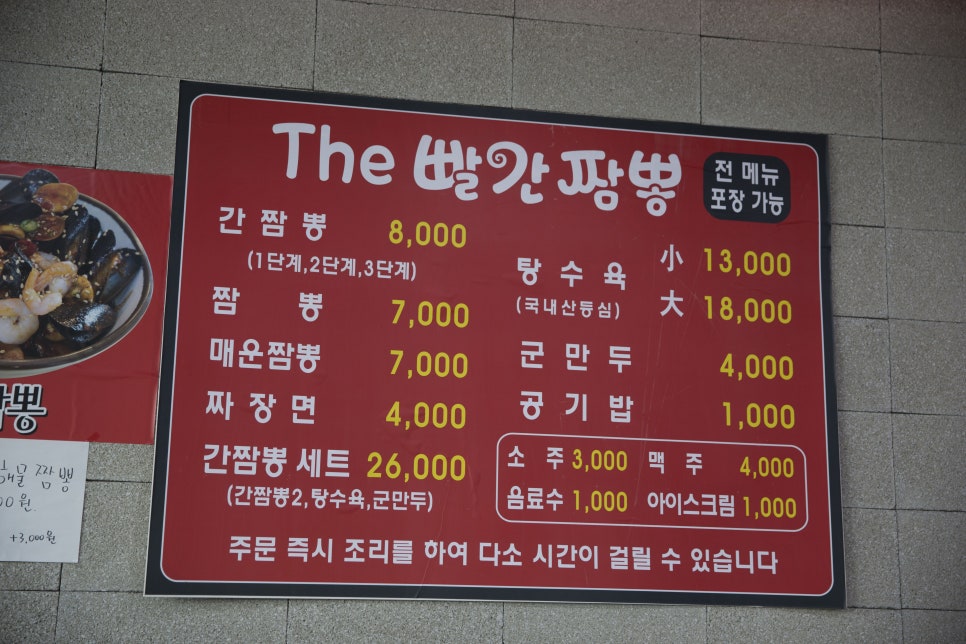 The 빨간짬뽕
전 메뉴
포장 가능
간 짬 뽕 8,000
(1단계,2단계,3단계)
짬 뽕 7,000
매운짬뽕 7,000
짜 장 면 4,000
간짬뽕 세트 26,000
(간짬뽕2,탕수육,군만두)
탕 수 육 小 13,000
(국내산등심) 大 18,000
군 만 두 4,000
공 기 밥 1,000
소 주 3,000 맥 주 4,000
음료수 1,000 아이스크림 1,000
주문 즉시 조리를 하여 다소 시간이 걸릴 수 있습니다
짬뽕
+3,000원